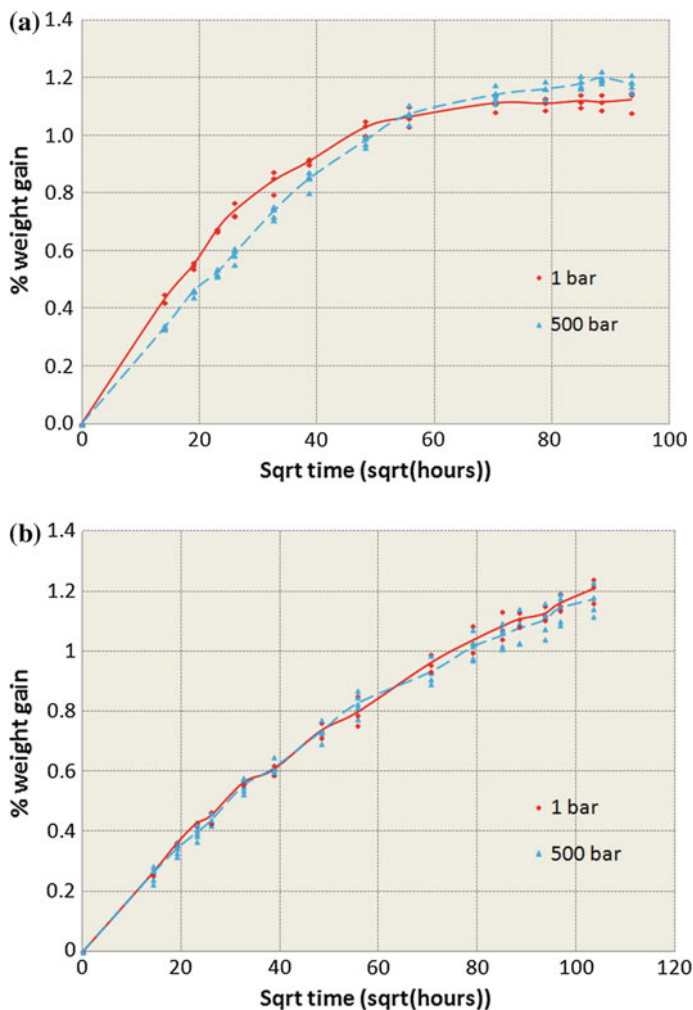 (a)
1.4
1.2
1.0
0.8
0.6
0.4
0.2
0.0
% weight gain
1 bar
500 bar
0 20 40 60 80 100
Sqrt time (sqrt(hours))
(b)
1.4
1.2
1
0.8
0.6
0.4
0.2
0
% weight gain
1 bar
500 bar
0 20 40 60 80 100 120
Sqrt time (sqrt(hours))